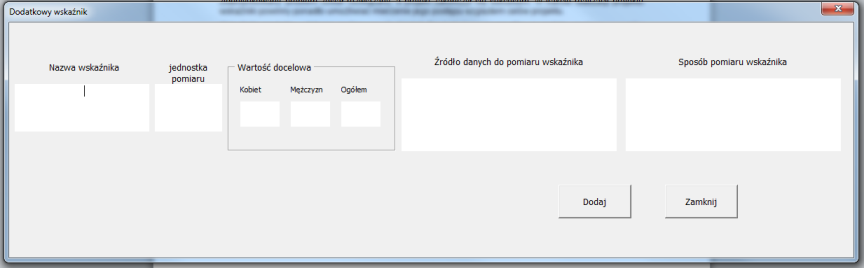 Dodatkowy wskaźnik
Nazwa wskaźnika
jednostka
pomiaru
Wartość docelowa
Kobiet
Mężczyzn
Ogółem
Źródło danych do pomiaru wskaźnika
Sposób pomiaru wskaźnika
Dodaj
Zamknij